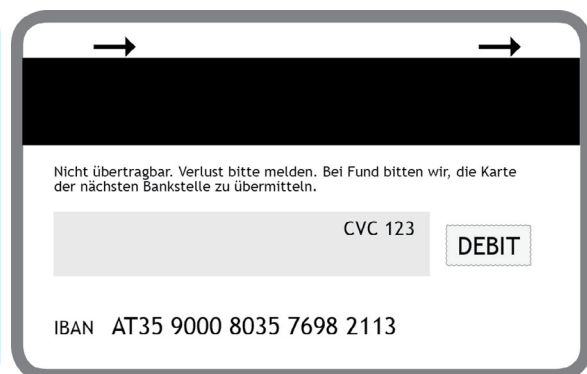 Nicht übertragbar. Verlust bitte melden. Bei Fund bitten wir, die Karte
der nächsten Bankstelle zu übermitteln.
CVC 123
DEBIT
IBAN AT35 9000 8035 7698 2113